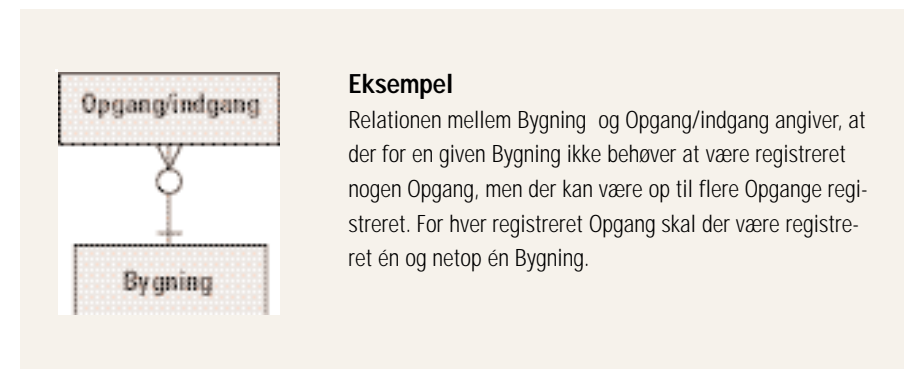 Opgang/indgang
Bygning
Eksempel
Relationen mellem Bygning og Opgang/indgang angiver, at
der for en given Bygning ikke behøver at være registreret
nogen Opgang, men der kan være op til flere Opgange regi-
streret. For hver registreret Opgang skal der være registre-
ret én og netop én Bygning.